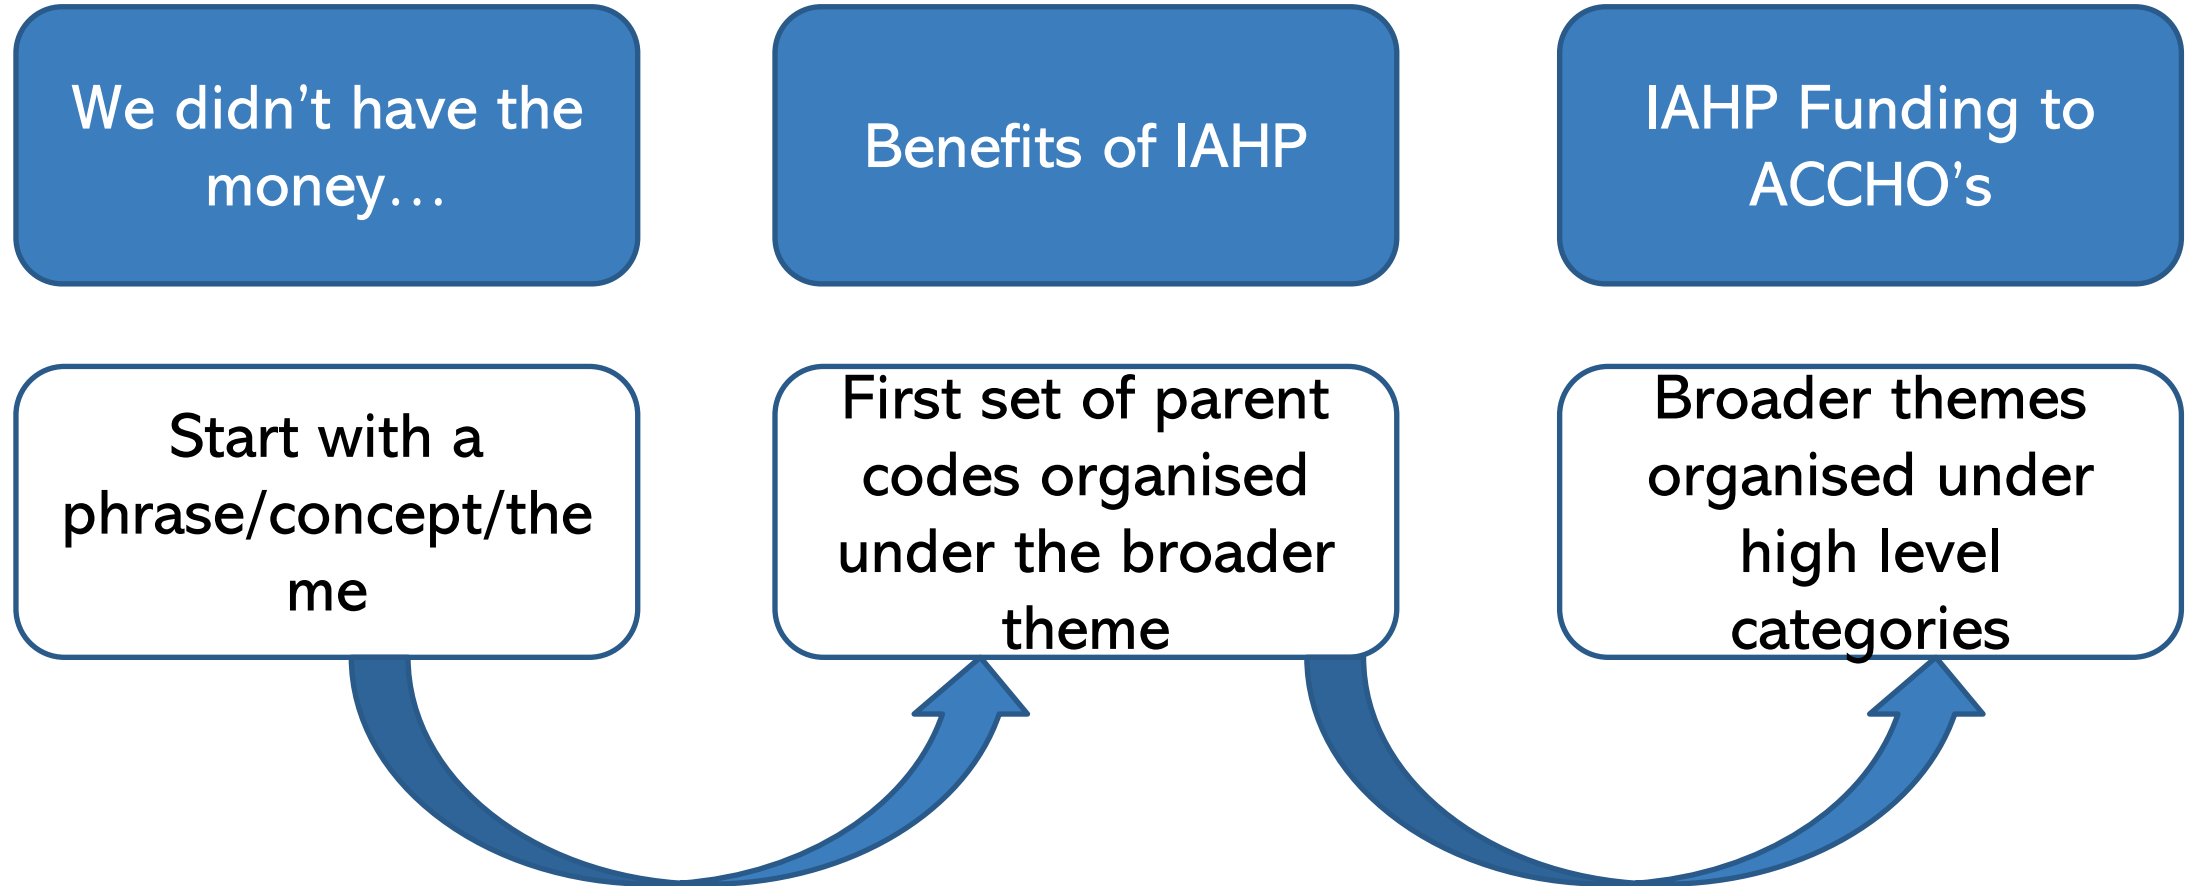 We didn’t have the
money…
Benefits of IAHP
IAHP Funding to
ACCHO’s
Start with a
phrase/concept/the
me
First set of parent
codes organised
under the broader
theme
Broader themes
organised under
high level
categories